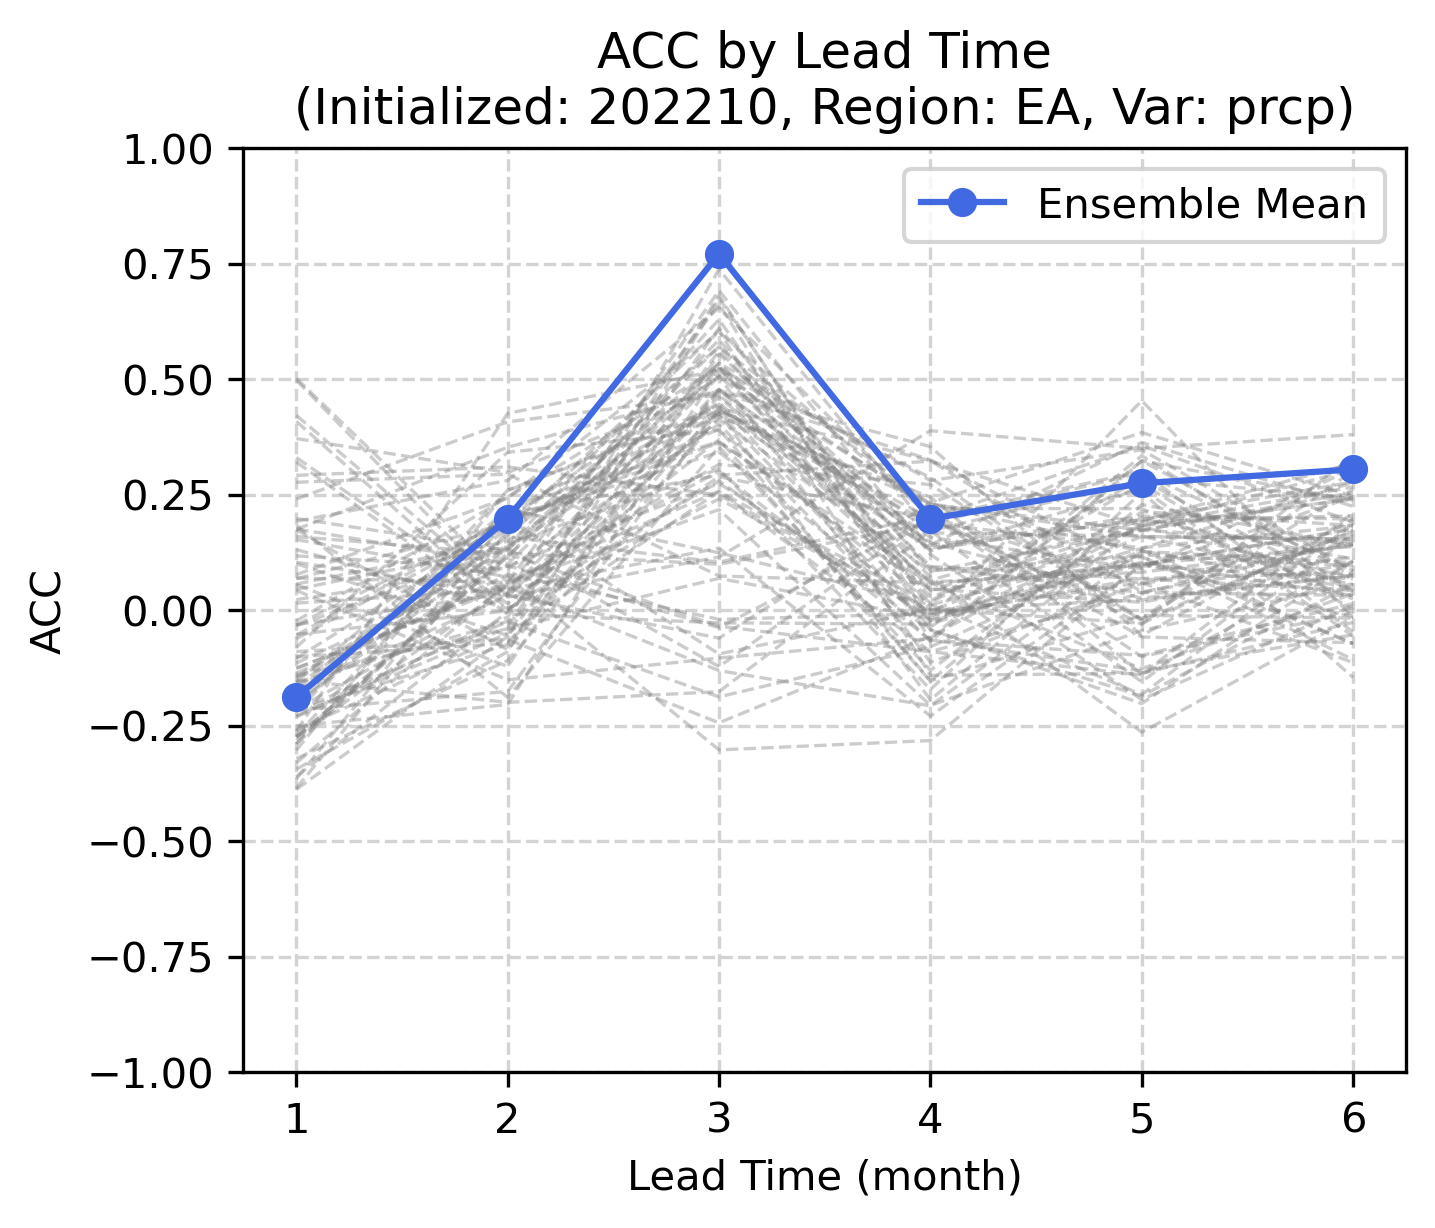 ACC by Lead Time
(Initialized: 202210, Region: EA, Var: prcp)
1.00
0.75
0.50
0.25
0.00
−0.25
−0.50
−0.75
−1.00
ACC
Ensemble Mean
1 2 3 4 5 6
Lead Time (month)